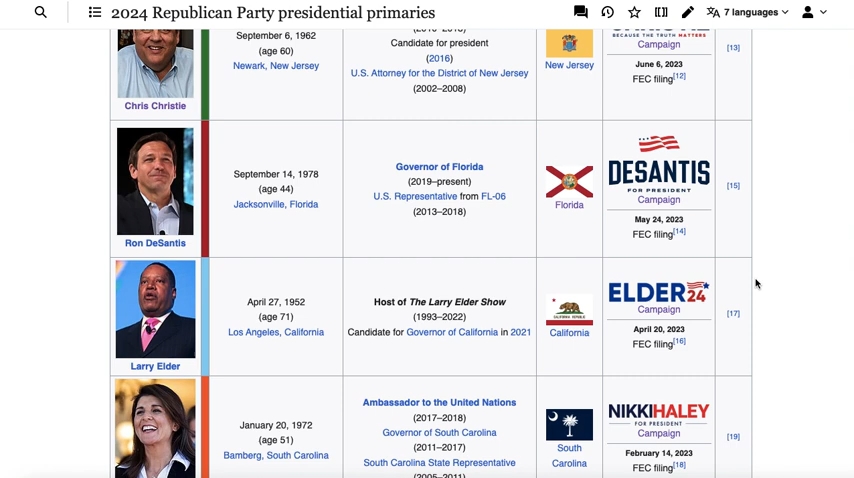 2024 Republican Party presidential primaries
7 languages
September 6, 1962
(age 60)
Newark, New Jersey
Chris Christie
Candidate for president
(2016)
U.S. Attorney for the District of New Jersey
(2002–2008)
New Jersey
BECAUSE THE TRUTH MATTERS
Campaign
June 6, 2023
FEC filing[12]
[13]
Ron DeSantis
September 14, 1978
(age 44)
Jacksonville, Florida
Governor of Florida
(2019–present)
U.S. Representative from FL-06
(2013–2018)
Florida
DESANTIS
FOR PRESIDENT
Campaign
May 24, 2023
FEC filing[14]
[15]
Larry Elder
April 27, 1952
(age 71)
Los Angeles, California
Host of The Larry Elder Show
(1993–2022)
Candidate for Governor of California in 2021
California
ELDER24
Campaign
April 20, 2023
FEC filing[16]
[17]
January 20, 1972
(age 51)
Bamberg, South Carolina
Ambassador to the United Nations
(2017–2018)
Governor of South Carolina
(2011–2017)
South Carolina State Representative
(2005–2011)
South
Carolina
NIKKIHALEY
FOR PRESIDENT
Campaign
February 14, 2023
FEC filing[18]
[19]